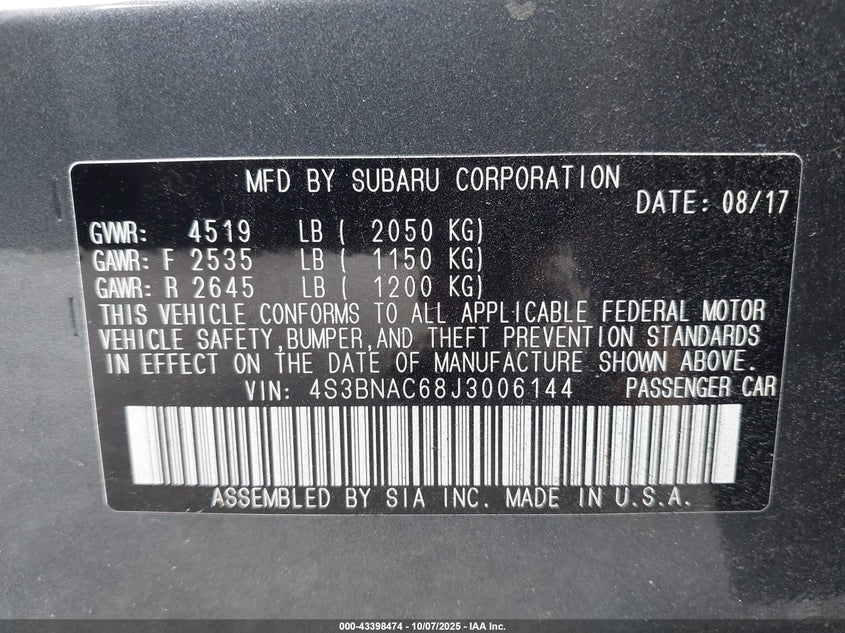 MFD BY SUBARU CORPORATION
DATE: 08/17
GVWR: 4519 LB ( 2050 KG)
GAWR: F 2535 LB ( 1150 KG)
GAWR: R 2645 LB ( 1200 KG)
THIS VEHICLE CONFORMS TO ALL APPLICABLE FEDERAL MOTOR
VEHICLE SAFETY,BUMPER,AND THEFT PREVENTION STANDARDS
IN EFFECT ON THE DATE OF MANUFACTURE SHOWN ABOVE.
VIN: 4S3BNAC68J3006144 PASSENGER CAR
ASSEMBLED BY SIA INC. MADE IN U.S.A.
000-43398474 | 10/07/2025 - IAA Inc.